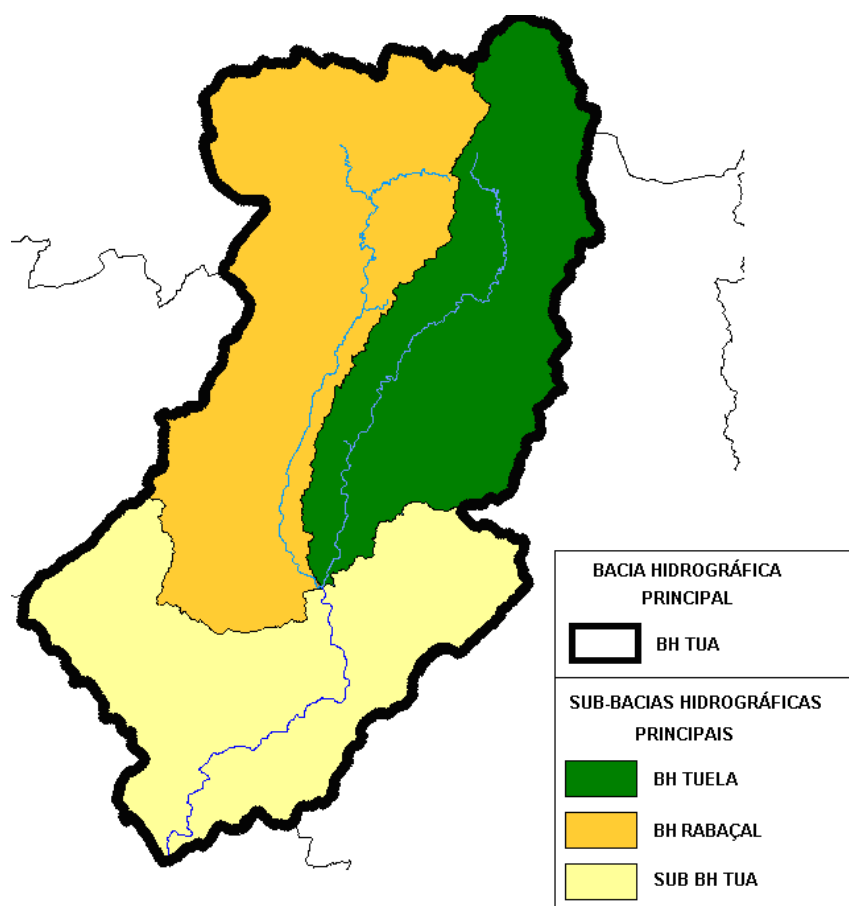 BACIA HIDROGRÁFICA
PRINCIPAL
BH TUA
SUB-BACIAS HIDROGRÁFICAS
PRINCIPAIS
BH TUELA
BH RABAÇAL
SUB BH TUA